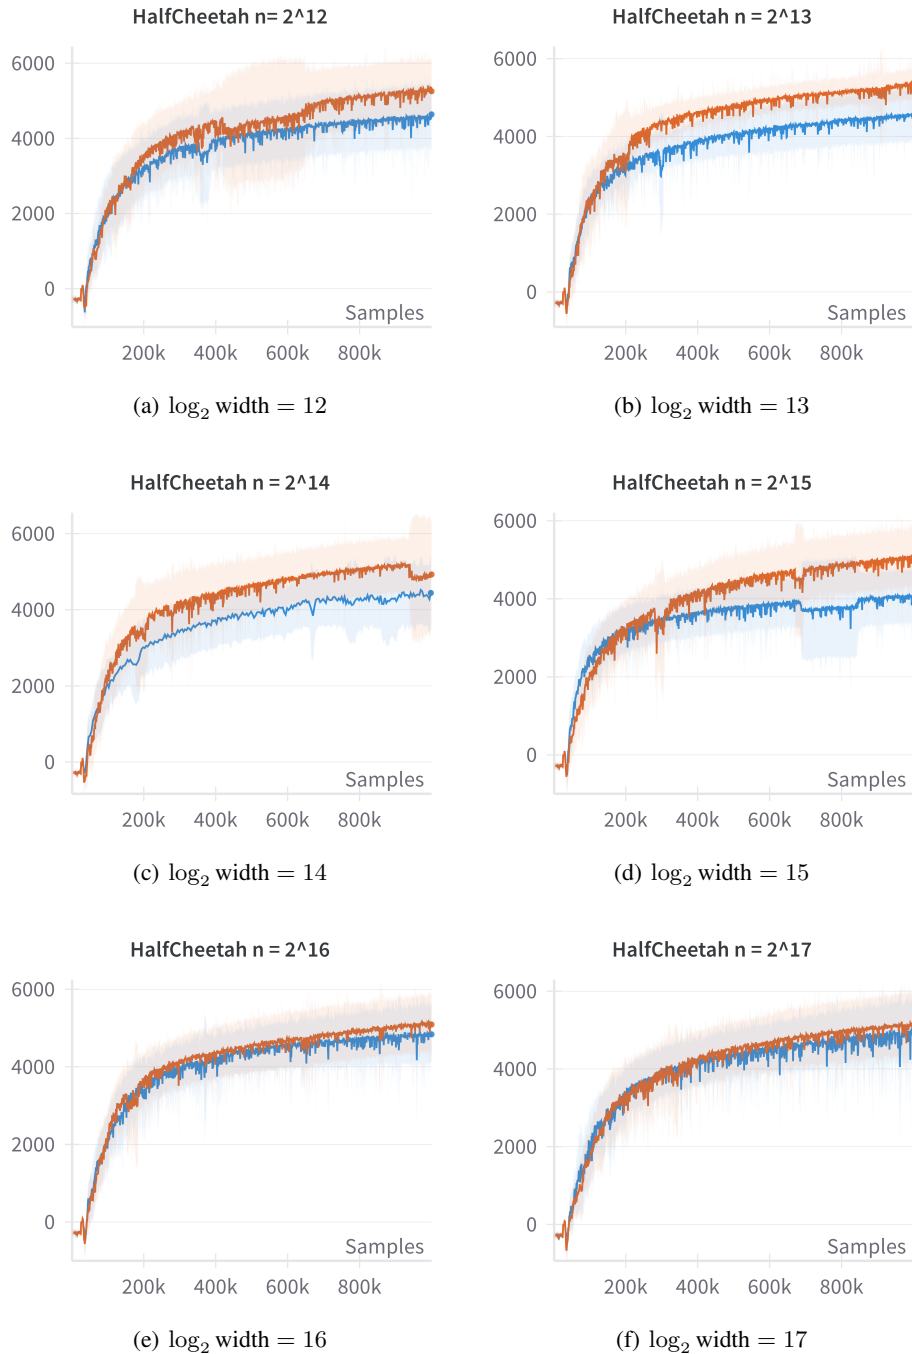 HalfCheetah n= 2^12
6000
4000
2000
0
Samples
200k 400k 600k 800k
(a) log₂ width = 12
HalfCheetah n = 2^13
6000
4000
2000
0
Samples
200k 400k 600k 800k
(b) log₂ width = 13
HalfCheetah n = 2^14
6000
4000
2000
0
Samples
200k 400k 600k 800k
(c) log₂ width = 14
HalfCheetah n = 2^15
6000
4000
2000
0
Samples
200k 400k 600k 800k
(d) log₂ width = 15
HalfCheetah n = 2^16
6000
4000
2000
0
Samples
200k 400k 600k 800k
(e) log₂ width = 16
HalfCheetah n = 2^17
6000
4000
2000
0
Samples
200k 400k 600k 800k
(f) log₂ width = 17